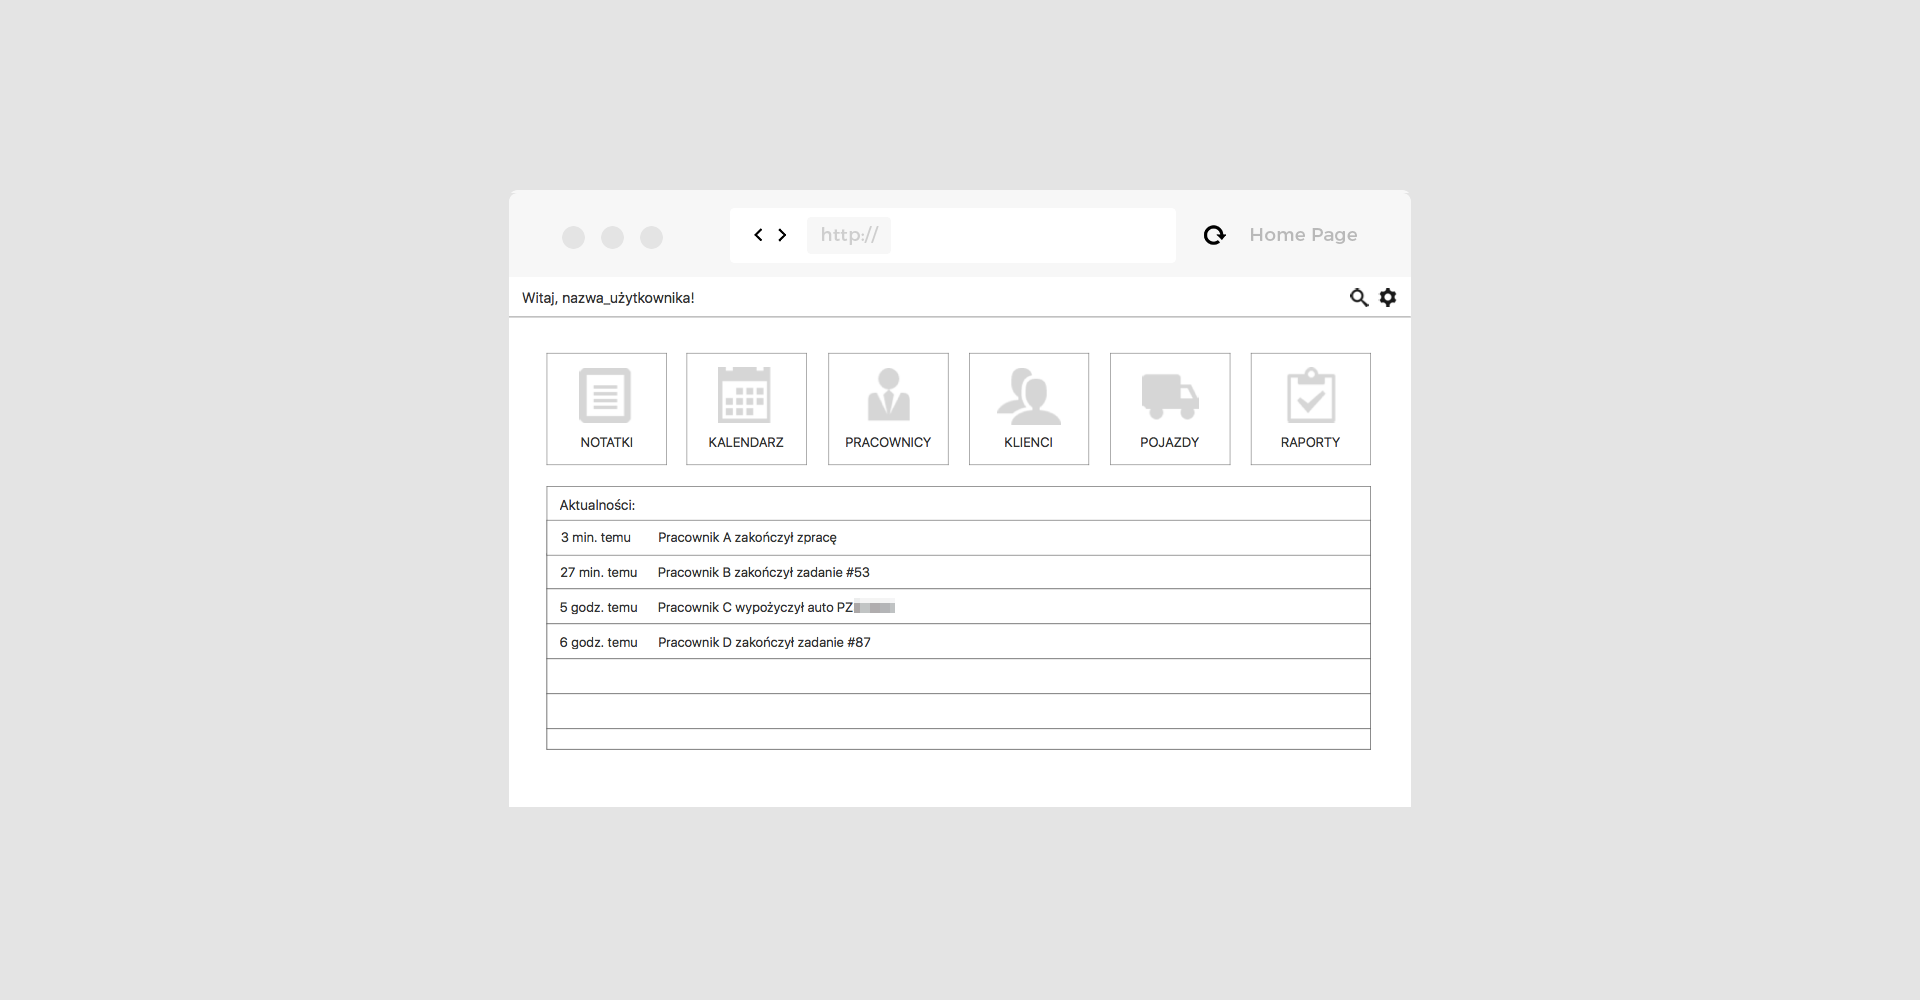 http://
Home Page
Witaj, nazwa_użytkownika!
NOTATKI
KALENDARZ
PRACOWNICY
KLIENCI
POJAZDY
RAPORTY
Aktualności:
3 min. temu Pracownik A zakończył zpracę
27 min. temu Pracownik B zakończył zadanie #53
5 godz. temu Pracownik C wypożyczył auto PZ
6 godz. temu Pracownik D zakończył zadanie #87